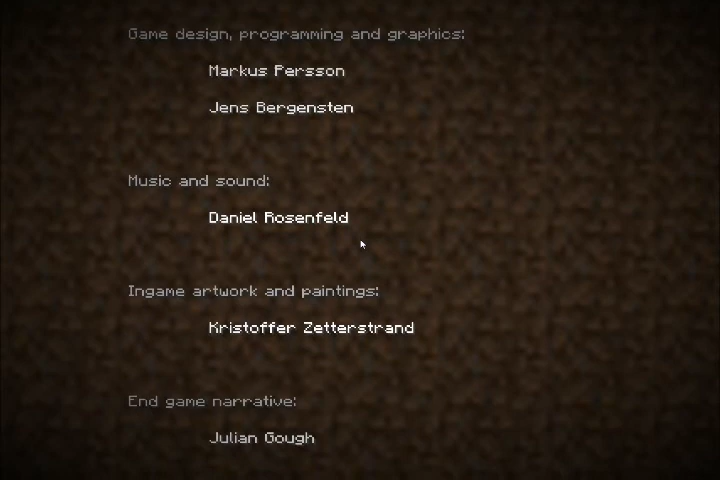 Game design, programming and graphics:
Markus Persson
Jens Bergensten
Music and sound:
Daniel Rosenfeld
Ingame artwork and paintings:
Kristoffer Zetterstrand
End game narrative:
Julian Gough